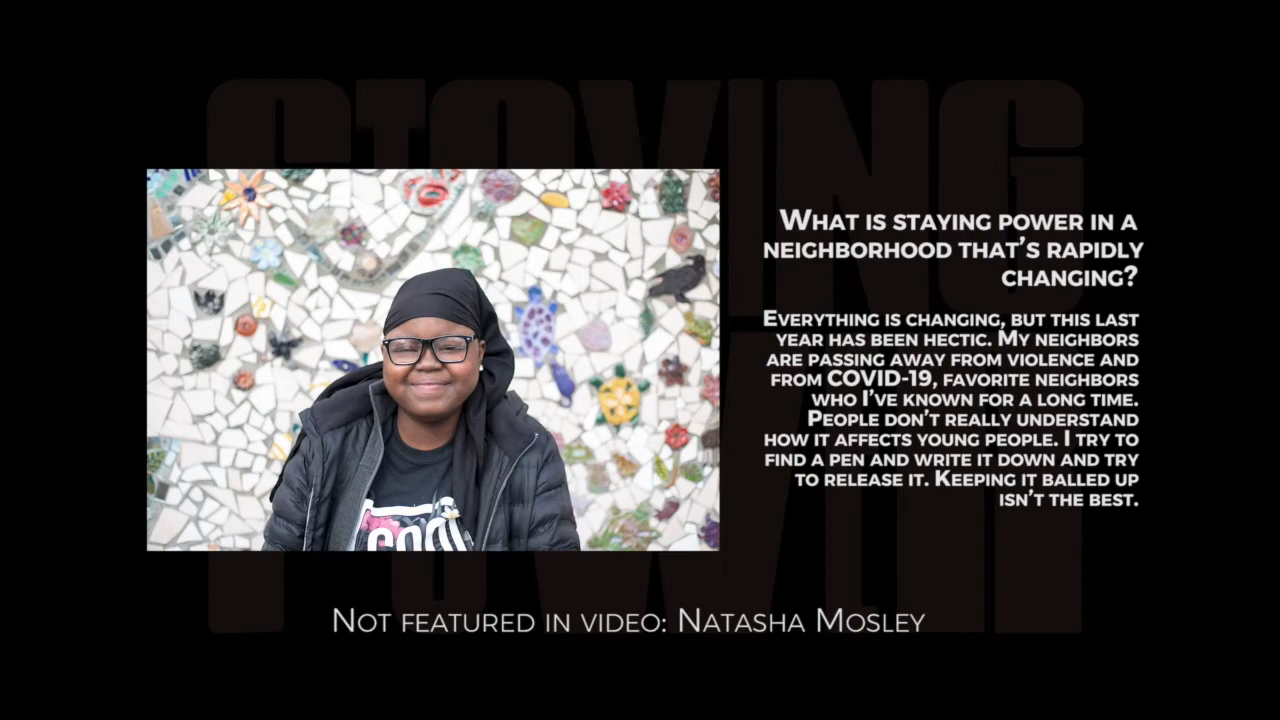 STAYING
POWER
WHAT IS STAYING POWER IN A
NEIGHBORHOOD THAT'S RAPIDLY
CHANGING?
EVERYTHING IS CHANGING, BUT THIS LAST
YEAR HAS BEEN HECTIC. MY NEIGHBORS
ARE PASSING AWAY FROM VIOLENCE AND
FROM COVID-19, FAVORITE NEIGHBORS
WHO I'VE KNOWN FOR A LONG TIME.
PEOPLE DON'T REALLY UNDERSTAND
HOW IT AFFECTS YOUNG PEOPLE. I TRY TO
FIND A PEN AND WRITE IT DOWN AND TRY
TO RELEASE IT. KEEPING IT BALLED UP
ISN'T THE BEST.
NOT FEATURED IN VIDEO: NATASHA MOSLEY